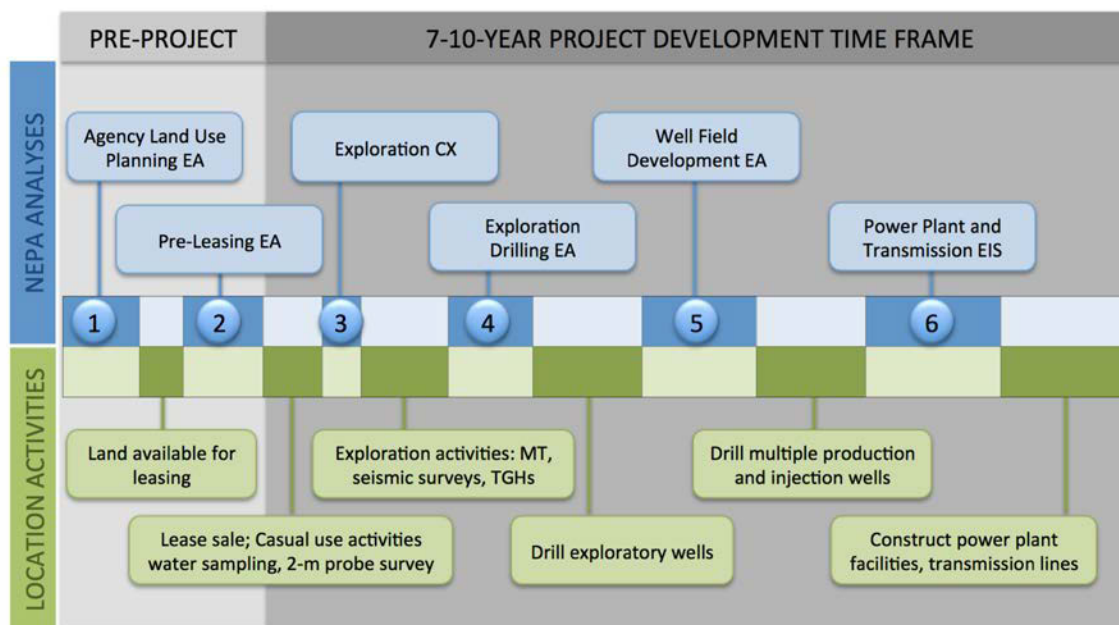 PRE-PROJECT
7-10-YEAR PROJECT DEVELOPMENT TIME FRAME
NEPA ANALYSES
Agency Land Use
Planning EA
Pre-Leasing EA
Exploration CX
Exploration
Drilling EA
Well Field
Development EA
Power Plant and
Transmission EIS
1
2
3
4
5
6
LOCATION ACTIVITIES
Land available for
leasing
Lease sale; Casual use activities
water sampling, 2-m probe survey
Exploration activities: MT,
seismic surveys, TGHs
Drill exploratory wells
Drill multiple production
and injection wells
Construct power plant
facilities, transmission lines